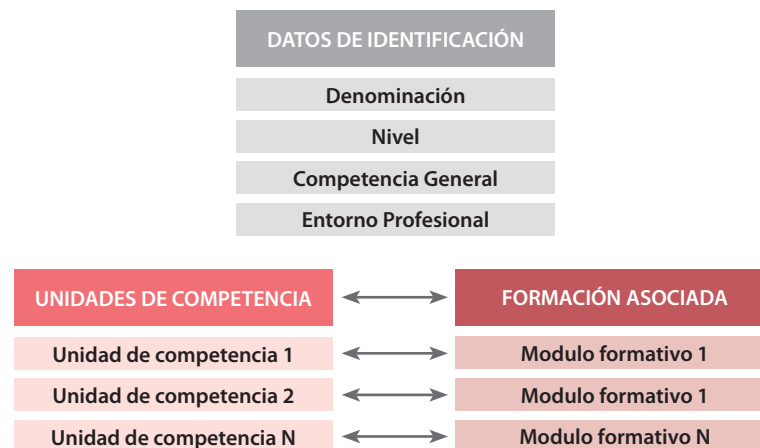 DATOS DE IDENTIFICACIÓN
Denominación
Nivel
Competencia General
Entorno Profesional
UNIDADES DE COMPETENCIA
FORMACIÓN ASOCIADA
Unidad de competencia 1
Modulo formativo 1
Unidad de competencia 2
Modulo formativo 1
Unidad de competencia N
Modulo formativo N